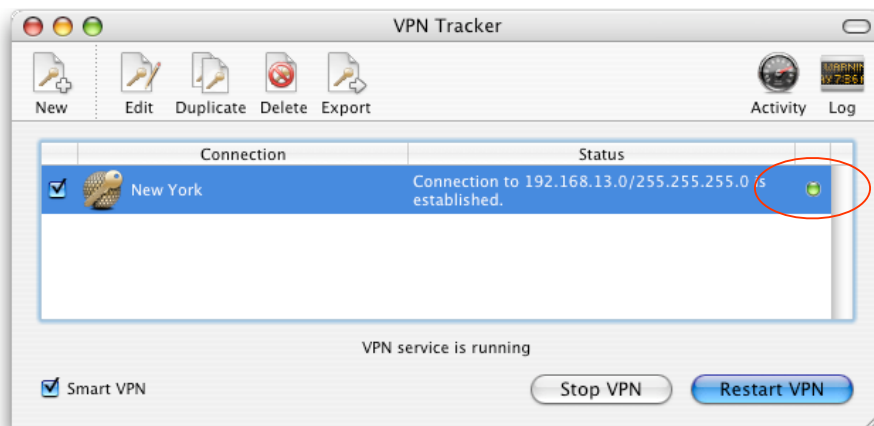 VPN Tracker
New Edit Duplicate Delete Export Activity Log
Connection Status
New York
Connection to 192.168.13.0/255.255.255.0 is
established.
VPN service is running
Smart VPN Stop VPN Restart VPN